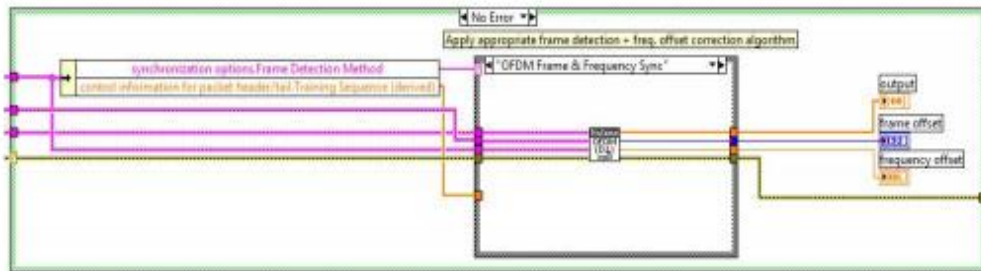 No Error
Apply appropriate frame detection + freq. offset correction algorithm
synchronization options.Frame Detection Method
control information for packet header/tail.Training Sequence (derived)
"OFDM Frame & Frequency Sync"
output
frame offset
frequency offset